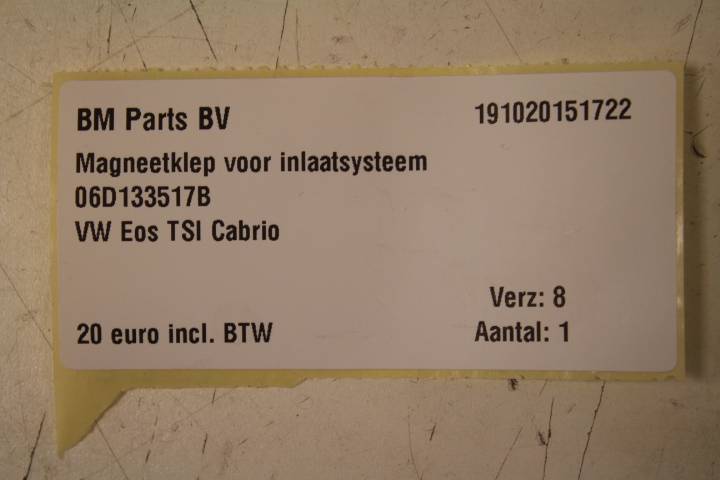 BM Parts BV 191020151722
Magneetklep voor inlaatsysteem
06D133517B
VW Eos TSI Cabrio
Verz: 8
20 euro incl. BTW Aantal: 1